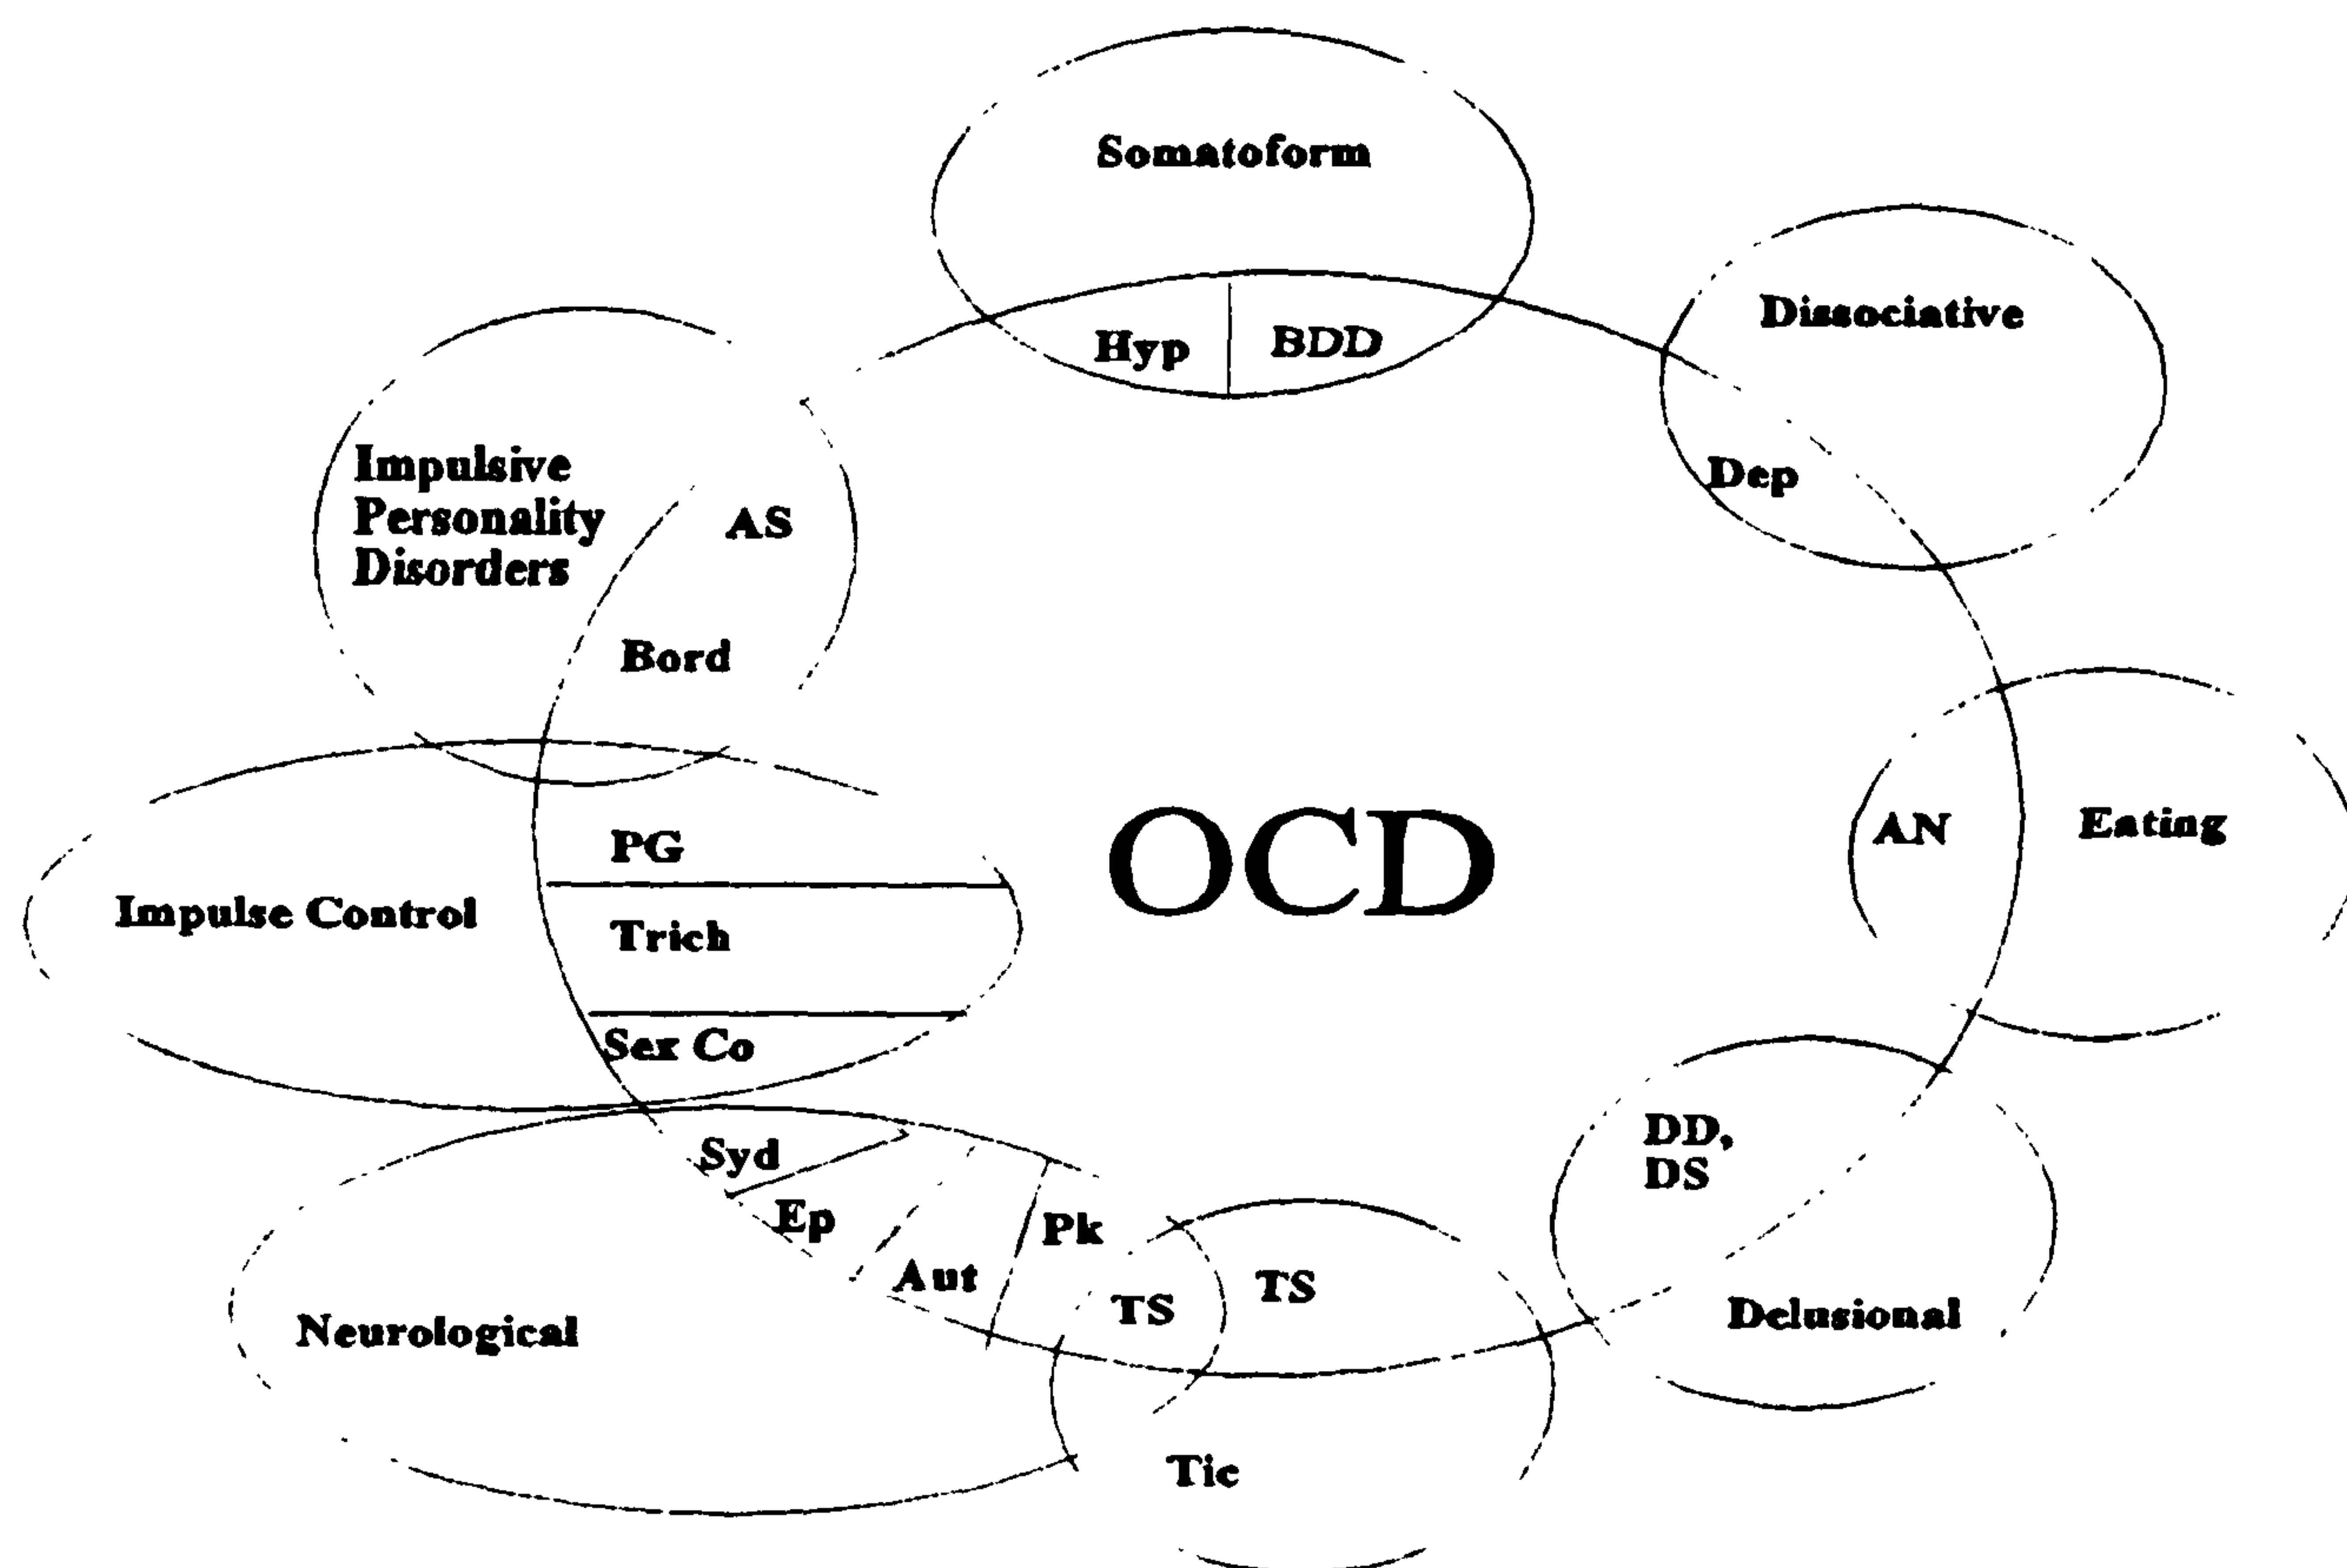 Somatoform
Hyp
BDD
Dissociative
Dep
Impulsive
Personality
Disorders
AS
Bord
OCD
AN
Eating
PG
Impulse Control
Trich
Sex Co
DD,
DS
Syd
Ep
Pk
Aut
TS
TS
Neurological
Delusional
Tic